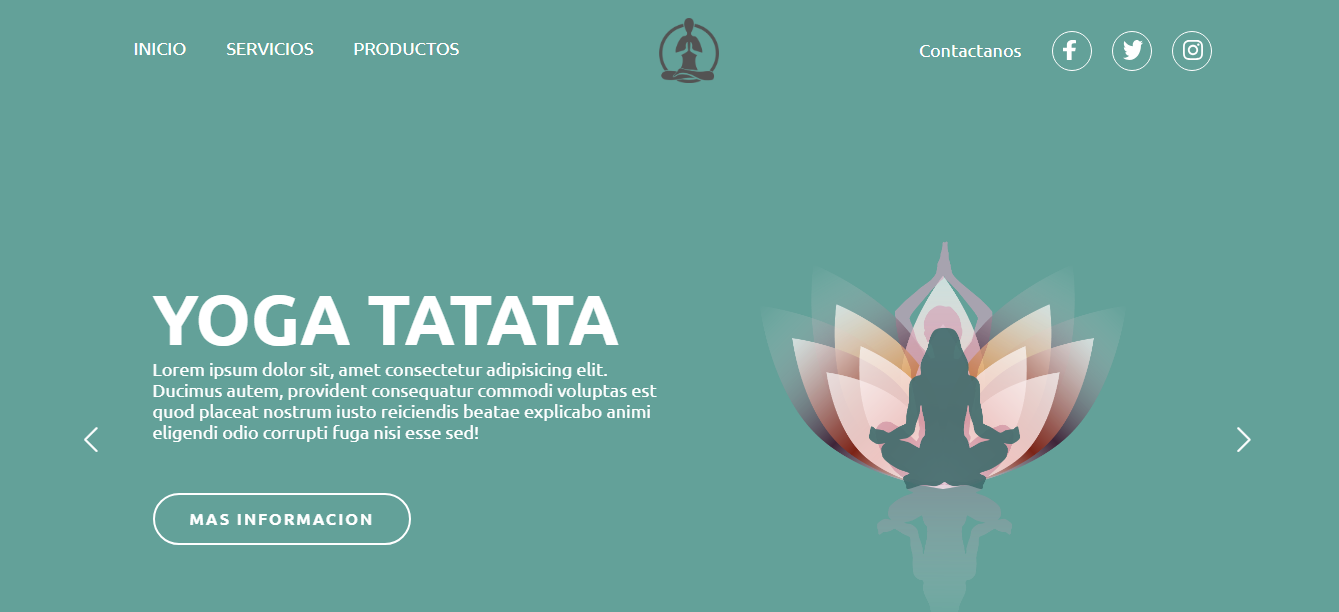 INICIO SERVICIOS PRODUCTOS Contactanos
YOGA TATATA
Lorem ipsum dolor sit, amet consectetur adipisicing elit.
Ducimus autem, provident consequatur commodi voluptas est
quod placeat nostrum iusto reiciendis beatae explicabo animi
eligendi odio corrupti fuga nisi esse sed!
MAS INFORMACION